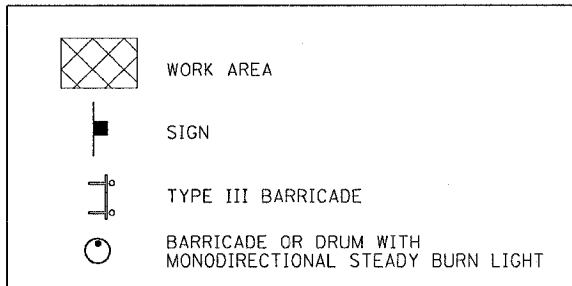 WORK AREA
SIGN
TYPE III BARRICADE
BARRICADE OR DRUM WITH
MONODIRECTIONAL STEADY BURN LIGHT